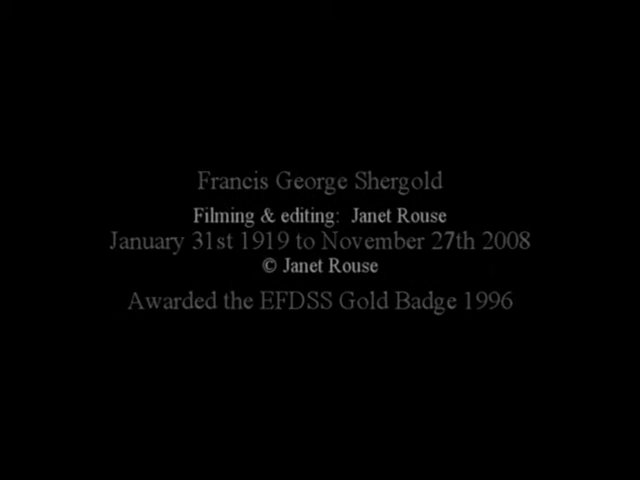 Francis George Shergold
Filming & editing: Janet Rouse
January 31st 1919 to November 27th 2008
© Janet Rouse
Awarded the EFDSS Gold Badge 1996